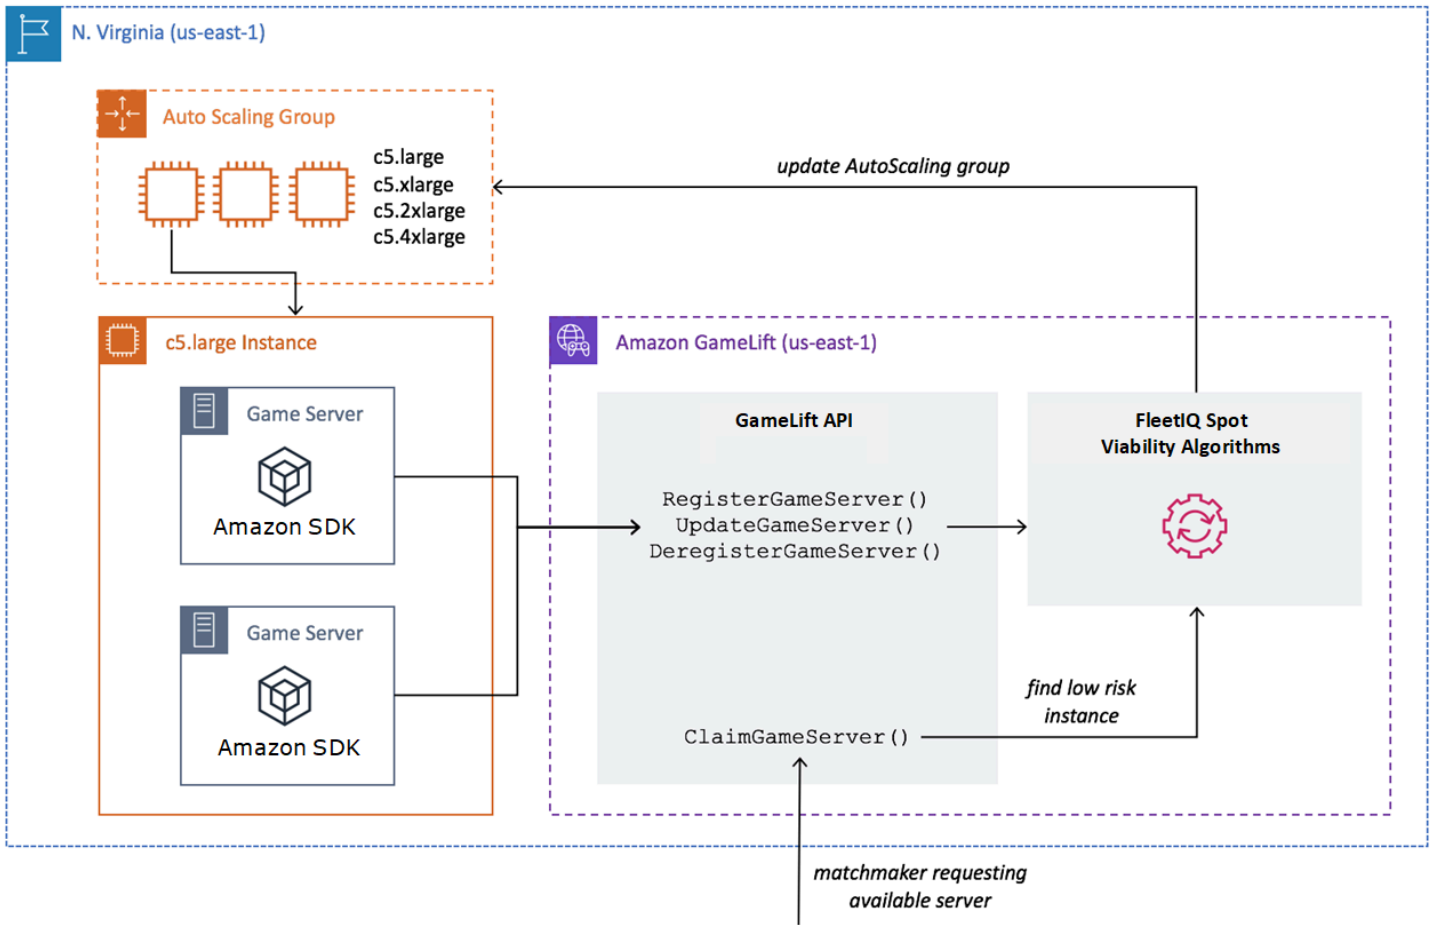 N. Virginia (us-east-1)
Auto Scaling Group
c5.large
c5.xlarge
c5.2xlarge
c5.4xlarge
update AutoScaling group
c5.large Instance
Game Server
Amazon SDK
Game Server
Amazon SDK
Amazon GameLift (us-east-1)
GameLift API
RegisterGameServer()
UpdateGameServer()
DeregisterGameServer()
ClaimGameServer()
FleetIQ Spot
Viability Algorithms
find low risk
instance
matchmaker requesting
available server